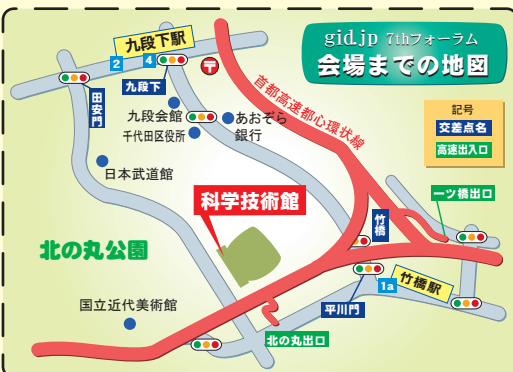 gid.jp 7thフォーラム
会場までの地図
九段下駅
2
4
〒
九段下
田安門
九段会館
千代田区役所
あおぞら
銀行
首都高速都心環状線
記号
交差点名
高速出入口
日本武道館
科学技術館
一ツ橋出口
竹橋
北の丸公園
1a
竹橋駅
平川門
国立近代美術館
北の丸出口